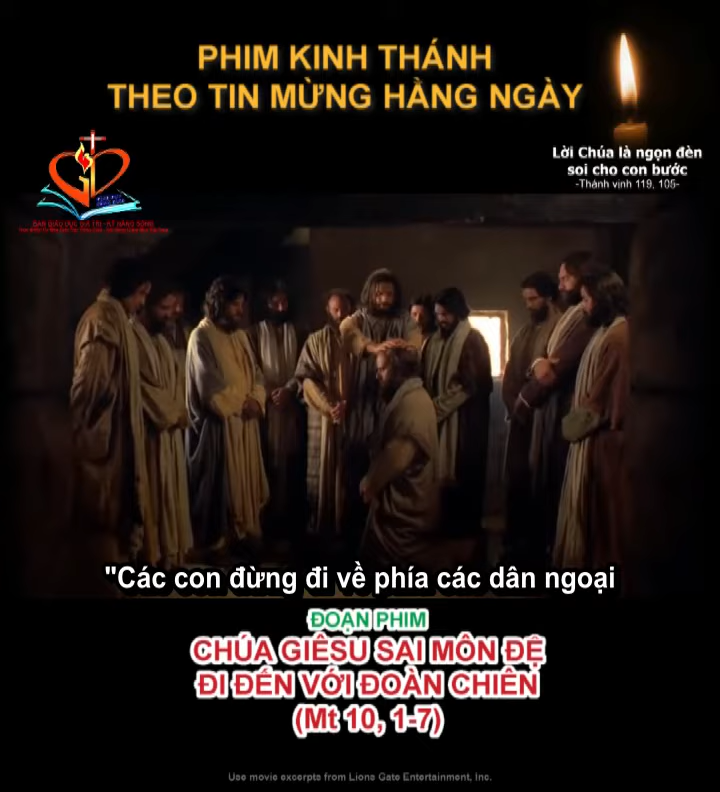 PHIM KINH THÁNH
THEO TIN MỪNG HẰNG NGÀY
Lời Chúa là ngọn đèn
soi cho con bước
-Thánh vịnh 119, 105-
"Các con đừng đi về phía các dân ngoại
ĐOẠN PHIM
CHÚA GIÊSU SAI MÔN ĐỆ
ĐI ĐẾN VỚI ĐOÀN CHIÊN
(Mt 10, 1-7)
Use movie excerpts from Lions Gate Entertainment, Inc.